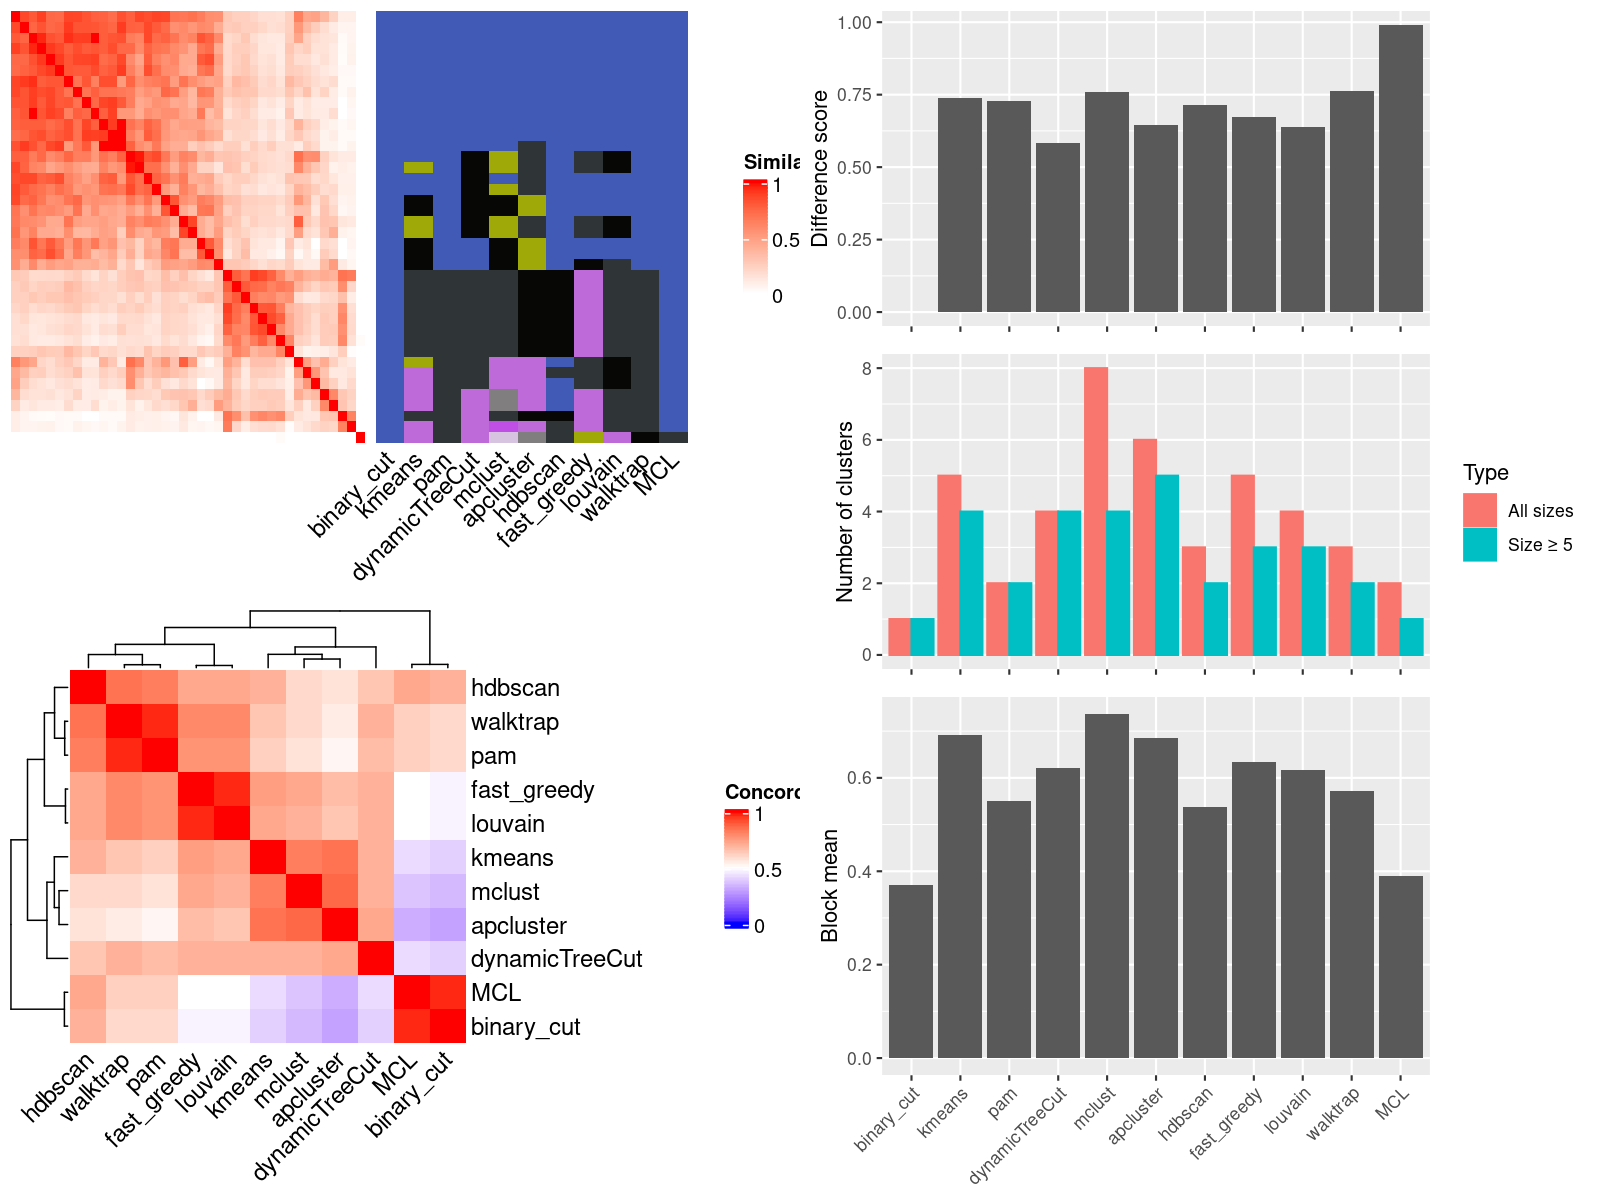 Simila
1
0.5
0
binary_cut
kmeans
pam
dynamicTreeCut
mclust
apcluster
hdbscan
fast_greedy
louvain
walktrap
MCL
hdbscan
walktrap
pam
fast_greedy
louvain
kmeans
mclust
apcluster
dynamicTreeCut
MCL
binary_cut
hdbscan
walktrap
pam
fast_greedy
louvain
kmeans
mclust
apcluster
dynamicTreeCut
MCL
binary_cut
Concord
1
0.5
0
Difference score
1.00
0.75
0.50
0.25
0.00
Number of clusters
8
6
4
2
0
Type
All sizes
Size ≥ 5
Block mean
0.6
0.4
0.2
0.0
binary_cut
kmeans
pam
dynamicTreeCut
mclust
apcluster
hdbscan
fast_greedy
louvain
walktrap
MCL